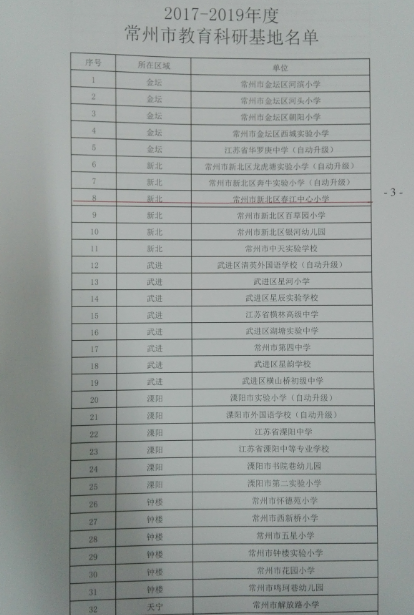 2017-2019年度
常州市教育科研基地名单
序号 所在区域 单位
1 金坛 常州市金坛区河滨小学
2 金坛 常州市金坛区河头小学
3 金坛 常州市金坛区朝阳小学
4 金坛 常州市金坛区西城实验小学
5 金坛 江苏省华罗庚中学（自动升级）
6 新北 常州市新北区龙虎塘实验小学（自动升级）
7 新北 常州市新北区奔牛实验小学（自动升级）
8 新北 常州市新北区春江中心小学
- 3 -
9 新北 常州市新北区百草园小学
10 新北 常州市新北区银河幼儿园
11 新北 常州市中天实验学校
12 武进 武进区清英外国语学校（自动升级）
13 武进 武进区星河小学
14 武进 武进区星辰实验学校
15 武进 江苏省横林高级中学
16 武进 武进区湖塘实验中学
17 武进 常州市第四中学
18 武进 武进区星韵学校
19 武进 武进区横山桥初级中学
20 溧阳 溧阳市实验小学（自动升级）
21 溧阳 溧阳市外国语学校（自动升级）
22 溧阳 江苏省溧阳中学
23 溧阳 江苏省溧阳中等专业学校
24 溧阳 溧阳市书院巷幼儿园
25 溧阳 溧阳市第二实验小学
26 钟楼 常州市怀德苑小学
27 钟楼 常州市西新桥小学
28 钟楼 常州市五星小学
29 钟楼 常州市钟楼实验小学
30 钟楼 常州市花园小学
31 钟楼 常州市鸣珂巷幼儿园
32 天宁 常州市解放路小学